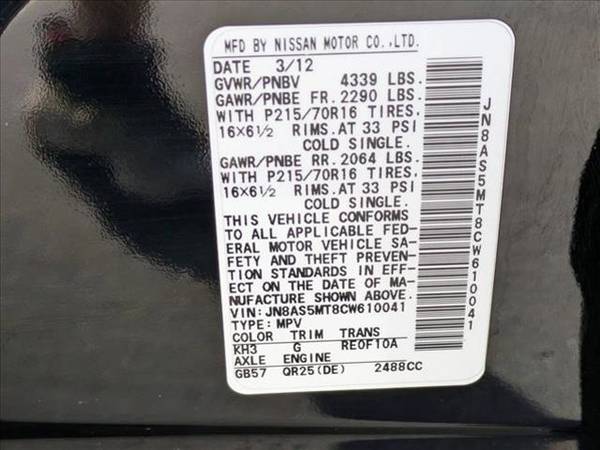 MFD BY NISSAN MOTOR CO.,LTD.
DATE 3/12
GVWR/PNBV 4339 LBS.
GAWR/PNBE FR. 2290 LBS.
WITH P215/70R16 TIRES.
16×6½ RIMS. AT 33 PSI
COLD SINGLE.
GAWR/PNBE RR. 2064 LBS.
WITH P215/70R16 TIRES.
16×6½ RIMS. AT 33 PSI
COLD SINGLE.
THIS VEHICLE CONFORMS
TO ALL APPLICABLE FED-
ERAL MOTOR VEHICLE SA-
FETY AND THEFT PREVEN-
TION STANDARDS IN EFF-
ECT ON THE DATE OF MA-
NUFACTURE SHOWN ABOVE.
VIN: JN8AS5MT8CW610041
TYPE: MPV
COLOR TRIM TRANS
KH3 G RE0F10A
AXLE ENGINE
GB57 QR25(DE) 2488CC
JN8AS5MT8CW610041